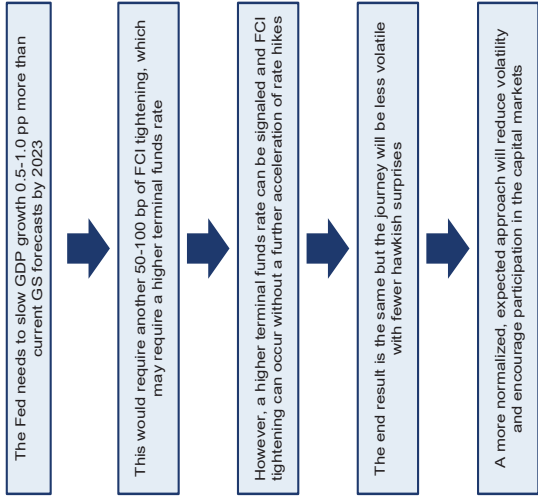 The Fed needs to slow GDP growth 0.5-1.0 pp more than
current GS forecasts by 2023
This would require another 50-100 bp of FCI tightening, which
may require a higher terminal funds rate
However, a higher terminal funds rate can be signaled and FCI
tightening can occur without a further acceleration of rate hikes
The end result is the same but the journey will be less volatile
with fewer hawkish surprises
A more normalized, expected approach will reduce volatility
and encourage participation in the capital markets